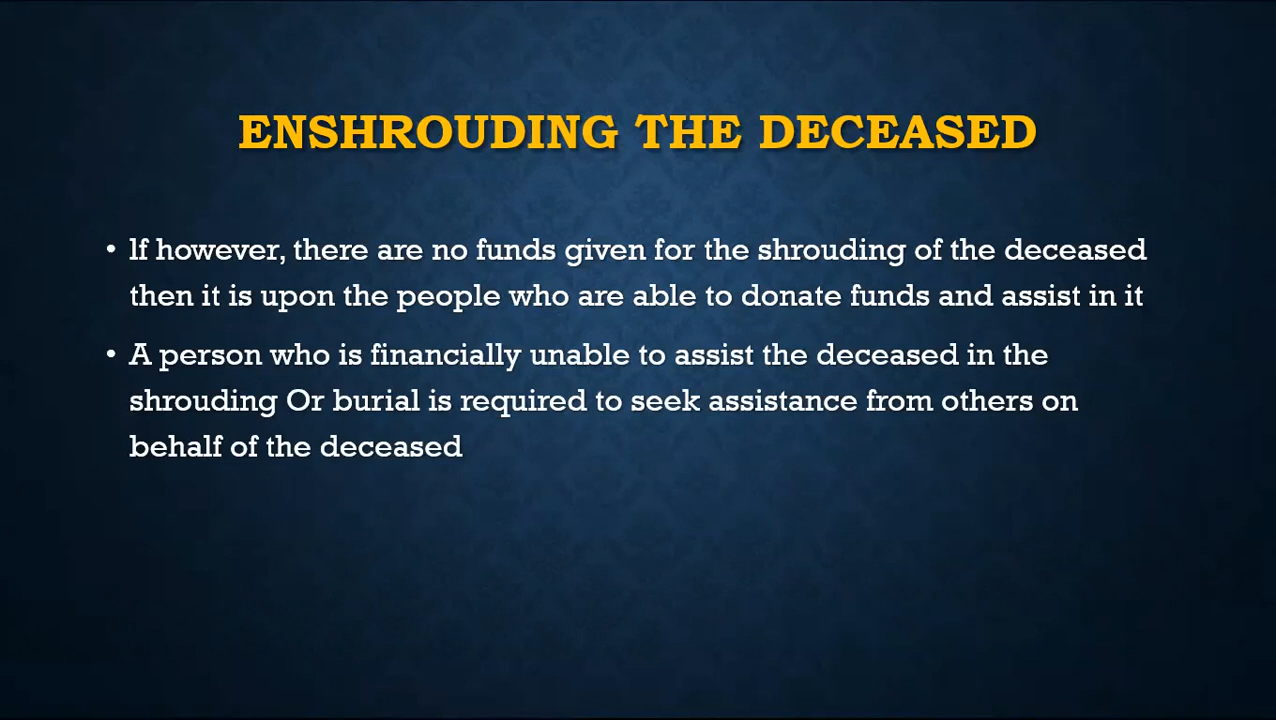 ENSHROUDING THE DECEASED
• If however, there are no funds given for the shrouding of the deceased
then it is upon the people who are able to donate funds and assist in it
• A person who is financially unable to assist the deceased in the
shrouding Or burial is required to seek assistance from others on
behalf of the deceased